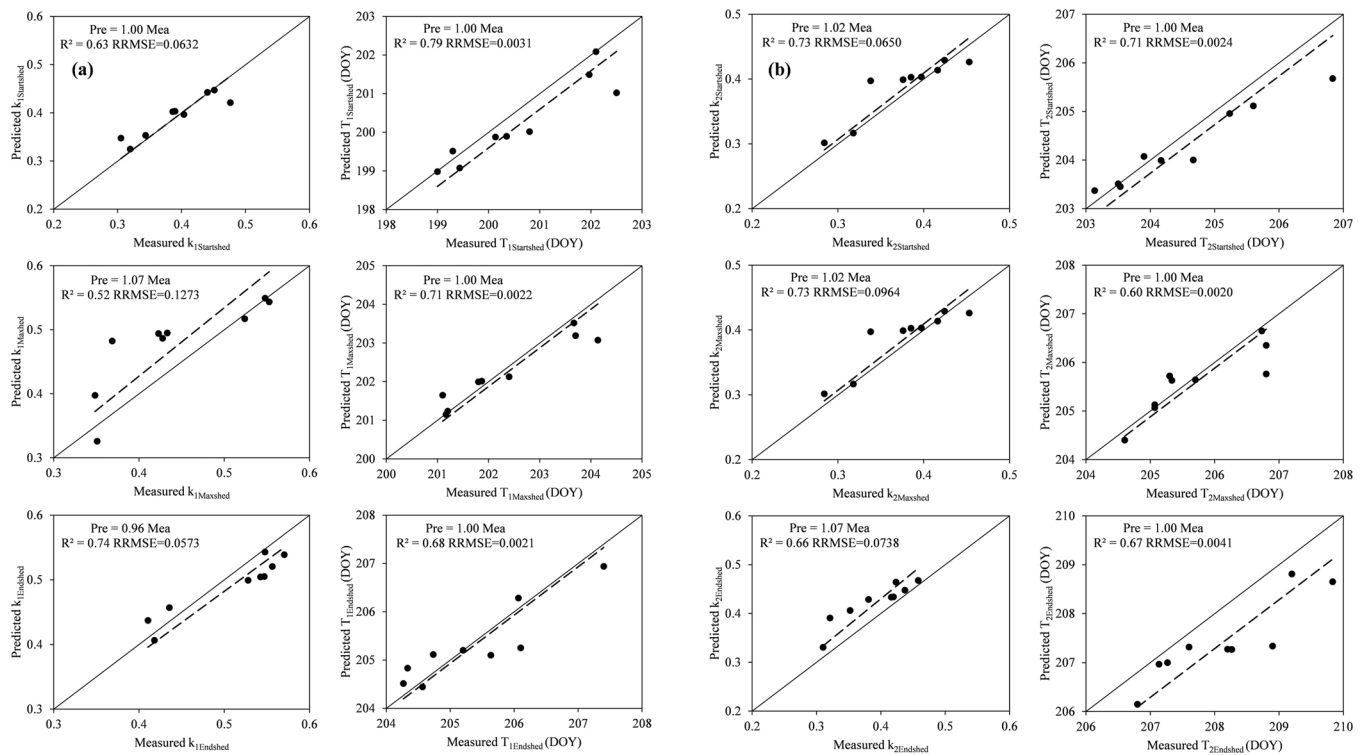 (a)
Pre = 1.00 Mea
R² = 0.63 RRMSE=0.0632
Predicted k1Startshed
0.6
0.5
0.4
0.3
0.2
0.2 0.3 0.4 0.5 0.6
Measured k1Startshed
Pre = 1.00 Mea
R² = 0.79 RRMSE=0.0031
Predicted T1Startshed (DOY)
203
202
201
200
199
198
198 199 200 201 202 203
Measured T1Startshed (DOY)
(b)
Pre = 1.02 Mea
R² = 0.73 RRMSE=0.0650
Predicted k2Startshed
0.5
0.4
0.3
0.2
0.2 0.3 0.4 0.5
Measured k2Startshed
Pre = 1.00 Mea
R² = 0.71 RRMSE=0.0024
Predicted T2Startshed (DOY)
207
206
205
204
203
203 204 205 206 207
Measured T2Startshed (DOY)
Pre = 1.07 Mea
R² = 0.52 RRMSE=0.1273
Predicted k1Maxshed
0.6
0.5
0.4
0.3
0.3 0.4 0.5 0.6
Measured k1Maxshed
Pre = 1.00 Mea
R² = 0.71 RRMSE=0.0022
Predicted T1Maxshed (DOY)
205
204
203
202
201
200
200 201 202 203 204 205
Measured T1Maxshed (DOY)
Pre = 1.02 Mea
R² = 0.73 RRMSE=0.0964
Predicted k2Maxshed
0.5
0.4
0.3
0.2
0.2 0.3 0.4 0.5
Measured k2Maxshed
Pre = 1.00 Mea
R² = 0.60 RRMSE=0.0020
Predicted T2Maxshed (DOY)
208
207
206
205
204
204 205 206 207 208
Measured T2Maxshed (DOY)
Pre = 0.96 Mea
R² = 0.74 RRMSE=0.0573
Predicted k1Endshed
0.6
0.5
0.4
0.3
0.3 0.4 0.5 0.6
Measured k1Endshed
Pre = 1.00 Mea
R² = 0.68 RRMSE=0.0021
Predicted T1Endshed (DOY)
208
207
206
205
204
204 205 206 207 208
Measured T1Endshed (DOY)
Pre = 1.07 Mea
R² = 0.66 RRMSE=0.0738
Predicted k2Endshed
0.6
0.5
0.4
0.3
0.2
0.2 0.3 0.4 0.5 0.6
Measured k2Endshed
Pre = 1.00 Mea
R² = 0.67 RRMSE=0.0041
Predicted T2Endshed (DOY)
210
209
208
207
206
206 207 208 209 210
Measured T2Endshed (DOY)